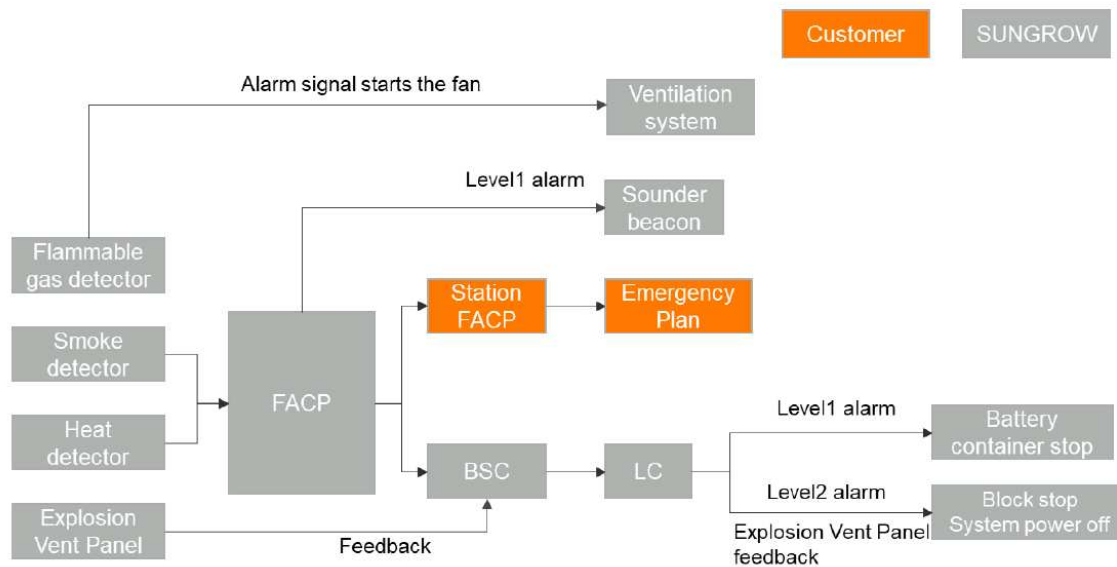 Customer
SUNGROW
Alarm signal starts the fan
Ventilation
system
Level1 alarm
Sounder
beacon
Flammable
gas detector
Station
FACP
Emergency
Plan
Smoke
detector
FACP
Heat
detector
Level1 alarm
Battery
container stop
BSC
LC
Level2 alarm
Block stop
System power off
Explosion
Vent Panel
Feedback
Explosion Vent Panel
feedback